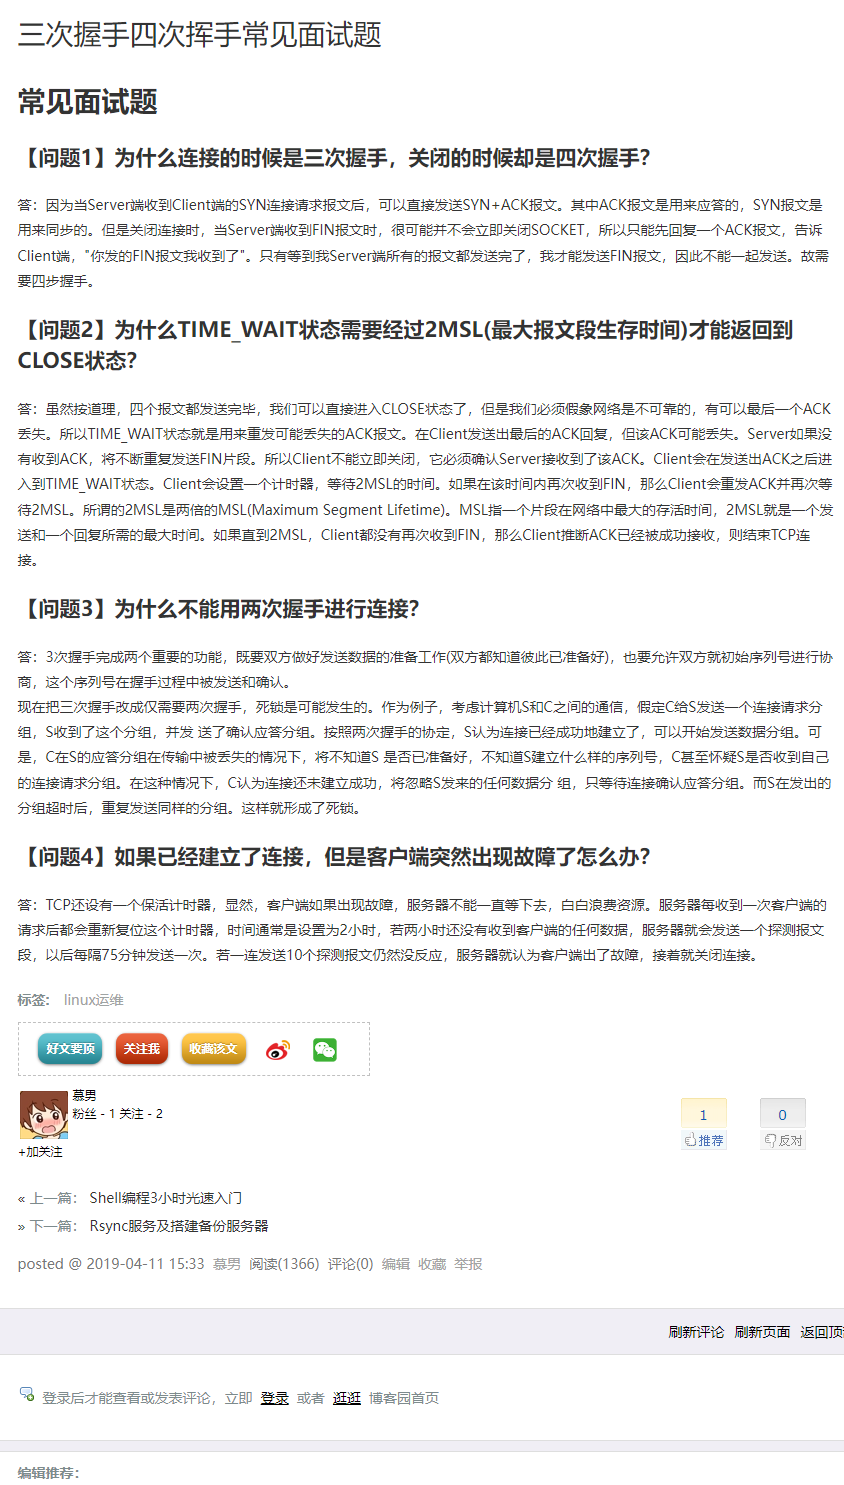 三次握手四次挥手常见面试题
常见面试题
【问题1】为什么连接的时候是三次握手，关闭的时候却是四次握手？
答：因为当Server端收到Client端的SYN连接请求报文后，可以直接发送SYN+ACK报文。其中ACK报文是用来应答的，SYN报文是
用来同步的。但是关闭连接时，当Server端收到FIN报文时，很可能并不会立即关闭SOCKET，所以只能先回复一个ACK报文，告诉
Client端，"你发的FIN报文我收到了"。只有等到我Server端所有的报文都发送完了，我才能发送FIN报文，因此不能一起发送。故需
要四步握手。
【问题2】为什么TIME_WAIT状态需要经过2MSL(最大报文段生存时间)才能返回到
CLOSE状态？
答：虽然按道理，四个报文都发送完毕，我们可以直接进入CLOSE状态了，但是我们必须假象网络是不可靠的，有可以最后一个ACK
丢失。所以TIME_WAIT状态就是用来重发可能丢失的ACK报文。在Client发送出最后的ACK回复，但该ACK可能丢失。Server如果没
有收到ACK，将不断重复发送FIN片段。所以Client不能立即关闭，它必须确认Server接收到了该ACK。Client会在发送出ACK之后进
入到TIME_WAIT状态。Client会设置一个计时器，等待2MSL的时间。如果在该时间内再次收到FIN，那么Client会重发ACK并再次等
待2MSL。所谓的2MSL是两倍的MSL(Maximum Segment Lifetime)。MSL指一个片段在网络中最大的存活时间，2MSL就是一个发
送和一个回复所需的最大时间。如果直到2MSL，Client都没有再次收到FIN，那么Client推断ACK已经被成功接收，则结束TCP连
接。
【问题3】为什么不能用两次握手进行连接？
答：3次握手完成两个重要的功能，既要双方做好发送数据的准备工作(双方都知道彼此已准备好)，也要允许双方就初始序列号进行协
商，这个序列号在握手过程中被发送和确认。
现在把三次握手改成仅需要两次握手，死锁是可能发生的。作为例子，考虑计算机S和C之间的通信，假定C给S发送一个连接请求分
组，S收到了这个分组，并发 送了确认应答分组。按照两次握手的协定，S认为连接已经成功地建立了，可以开始发送数据分组。可
是，C在S的应答分组在传输中被丢失的情况下，将不知道S 是否已准备好，不知道S建立什么样的序列号，C甚至怀疑S是否收到自己
的连接请求分组。在这种情况下，C认为连接还未建立成功，将忽略S发来的任何数据分 组，只等待连接确认应答分组。而S在发出的
分组超时后，重复发送同样的分组。这样就形成了死锁。
【问题4】如果已经建立了连接，但是客户端突然出现故障了怎么办？
答：TCP还设有一个保活计时器，显然，客户端如果出现故障，服务器不能一直等下去，白白浪费资源。服务器每收到一次客户端的
请求后都会重新复位这个计时器，时间通常是设置为2小时，若两小时还没有收到客户端的任何数据，服务器就会发送一个探测报文
段，以后每隔75分钟发送一次。若一连发送10个探测报文仍然没反应，服务器就认为客户端出了故障，接着就关闭连接。
标签： linux运维
好文要顶 关注我 收藏该文
慕男
粉丝 - 1 关注 - 2
+加关注
1 0
推荐 反对
« 上一篇： Shell编程3小时光速入门
» 下一篇： Rsync服务及搭建备份服务器
posted @ 2019-04-11 15:33 慕男 阅读(1366) 评论(0) 编辑 收藏 举报
刷新评论 刷新页面 返回顶
登录后才能查看或发表评论，立即 登录 或者 逛逛 博客园首页
编辑推荐：